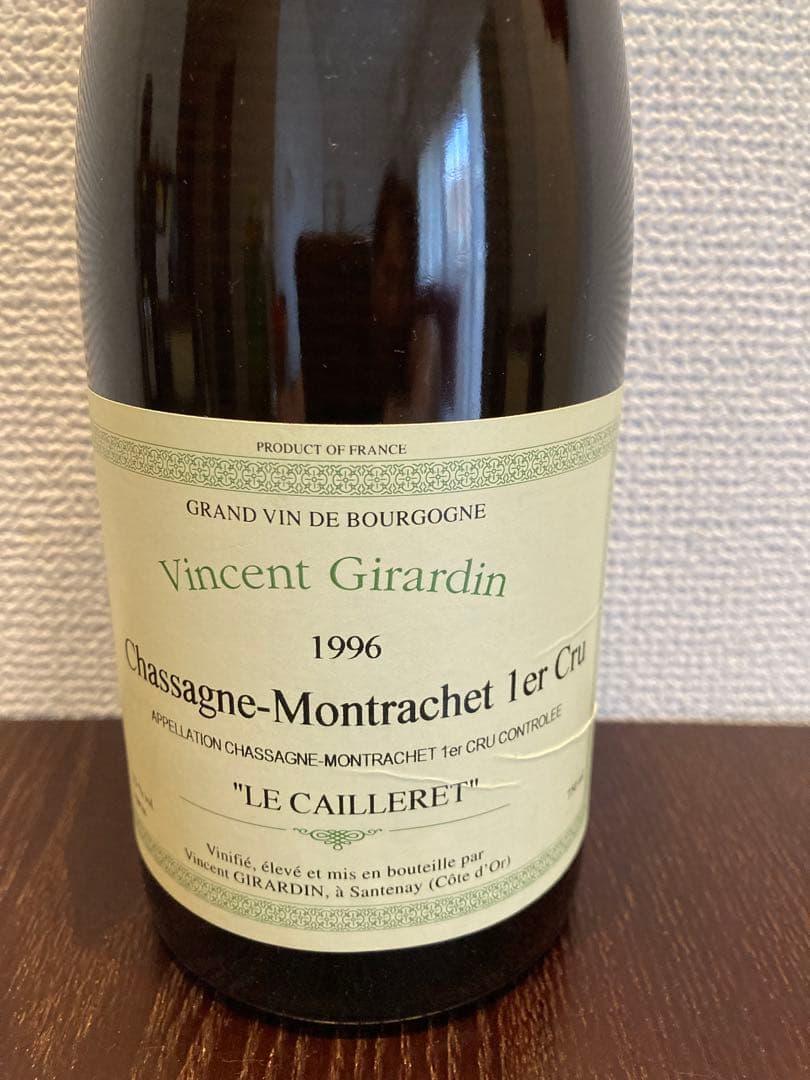 PRODUCT OF FRANCE
GRAND VIN DE BOURGOGNE
Vincent Girardin
1996
Chassagne-Montrachet 1er Cru
APPELLATION CHASSAGNE-MONTRACHET 1er CRU CONTROLEE
"LE CAILLERET"
Vinifié, élevé et mis en bouteille par
Vincent GIRARDIN, à Santenay (Côte d'Or)